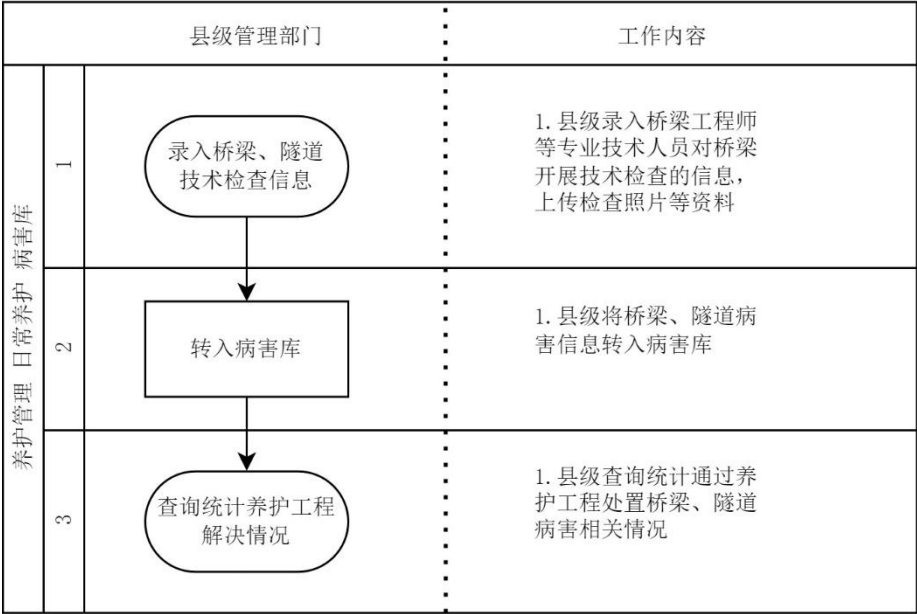 县级管理部门
工作内容
养护管理 日常养护 病害库
1
录入桥梁、隧道
技术检查信息
1.县级录入桥梁工程师
等专业技术人员对桥梁
开展技术检查的信息，
上传检查照片等资料
2
转入病害库
1.县级将桥梁、隧道病
害信息转入病害库
3
查询统计养护工程
解决情况
1.县级查询统计通过养
护工程处置桥梁、隧道
病害相关情况